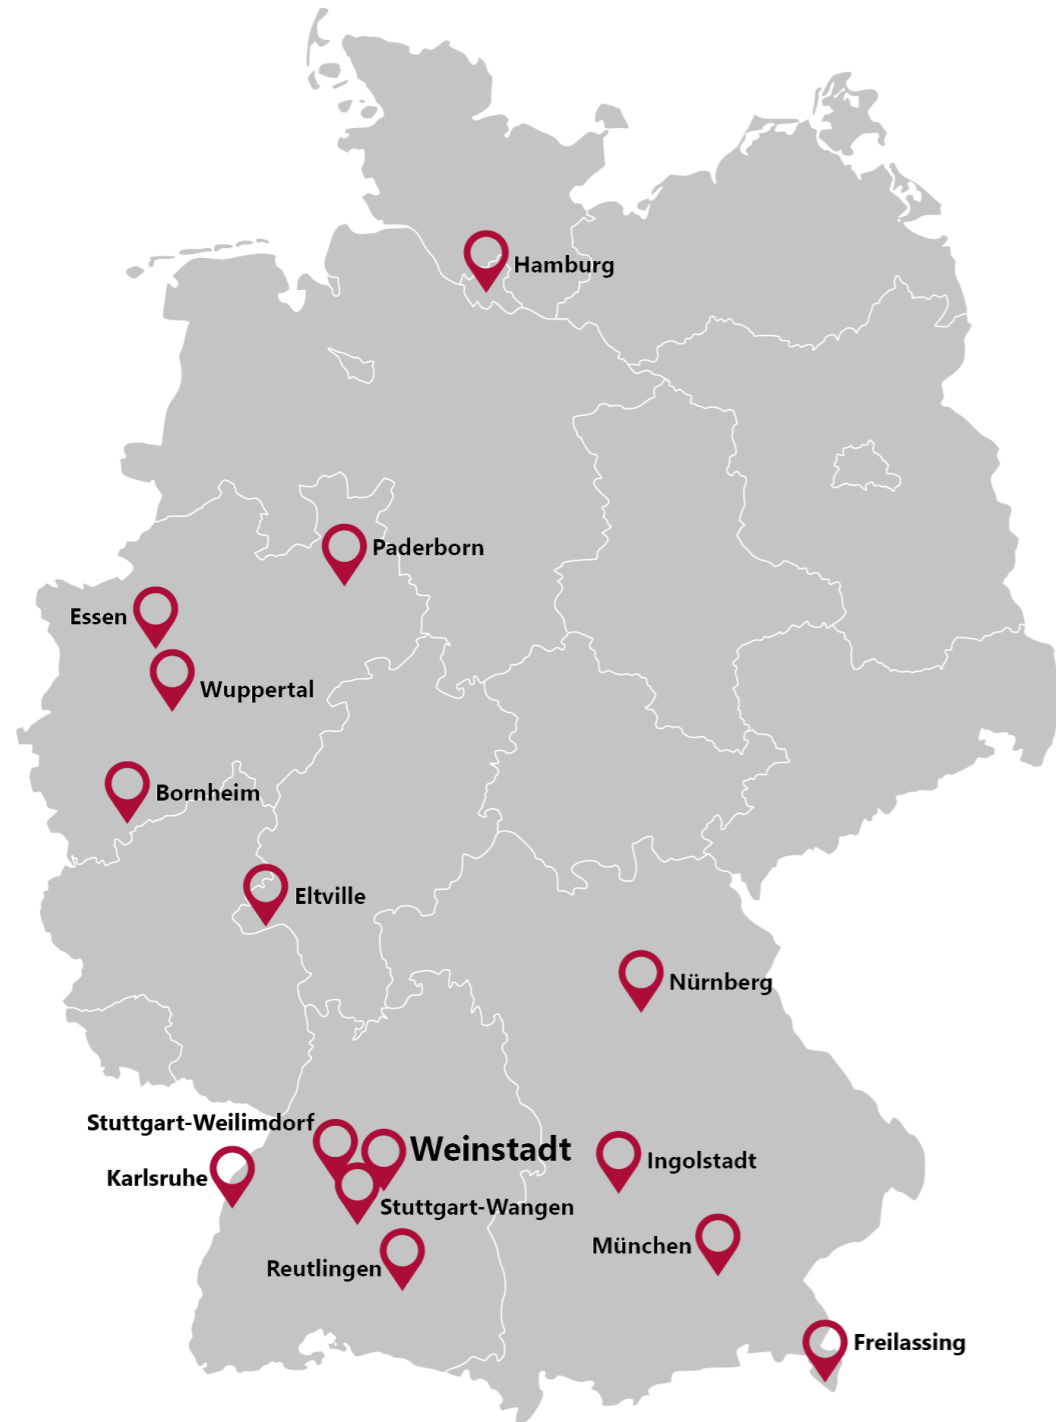 Hamburg
Paderborn
Essen
Wuppertal
Bornheim
Eltville
Nürnberg
Stuttgart-Weilimdorf
Weinstadt
Ingolstadt
Karlsruhe
Stuttgart-Wangen
München
Reutlingen
Freilassing